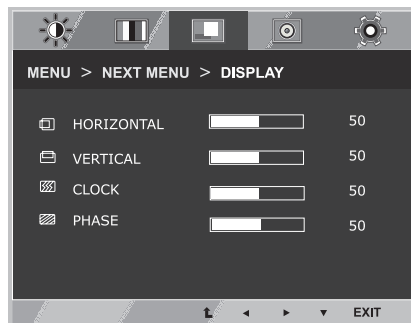 MENU > NEXT MENU > DISPLAY
HORIZONTAL 50
VERTICAL 50
CLOCK 50
PHASE 50
EXIT